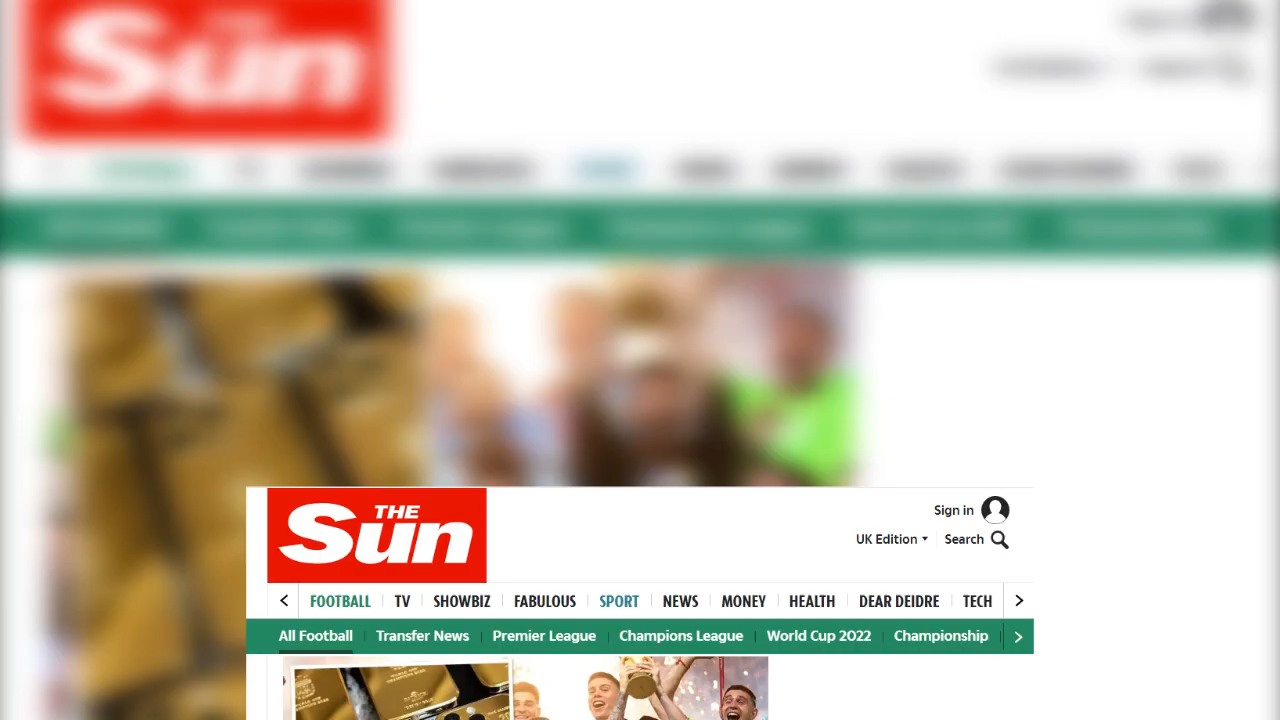 THE
Sun
Sign in
UK Edition
Search
FOOTBALL TV SHOWBIZ FABULOUS SPORT NEWS MONEY HEALTH DEAR DEIDRE TECH
All Football Transfer News Premier League Champions League World Cup 2022 Championship